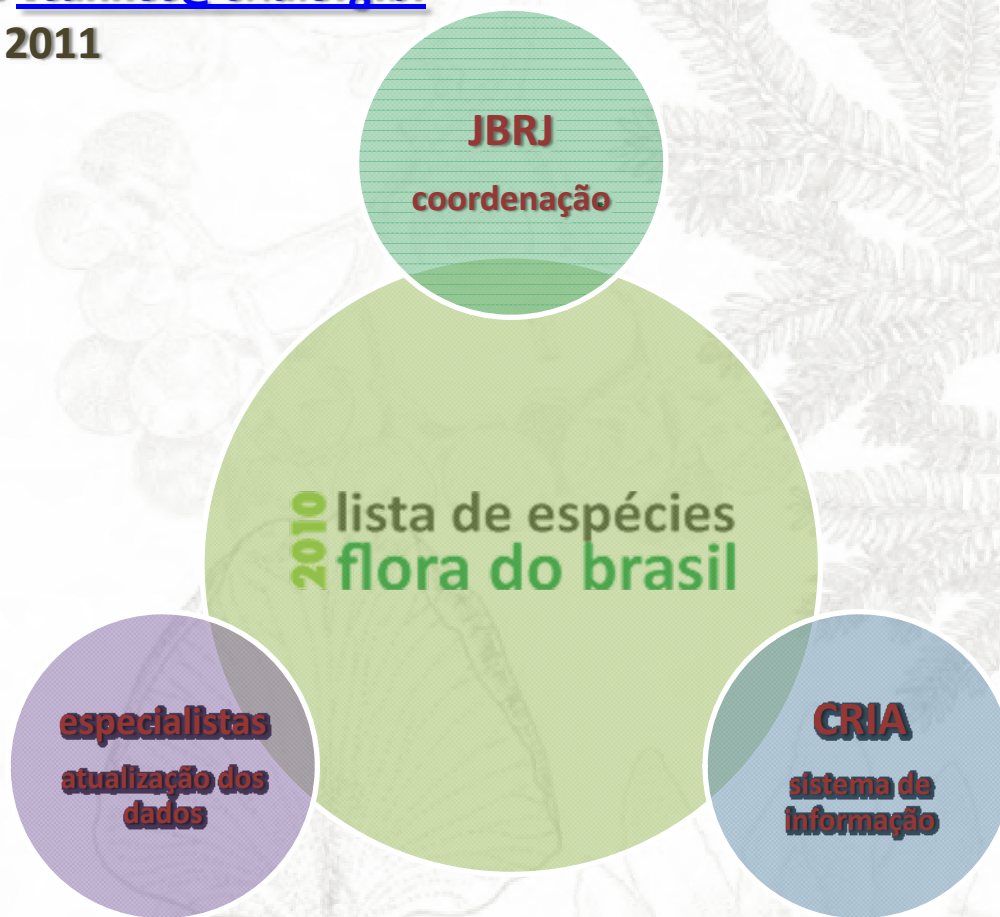 2011
JBRJ
coordenação
2010
lista de espécies
flora do brasil
especialistas
atualização dos
dados
CRIA
sistema de
informação